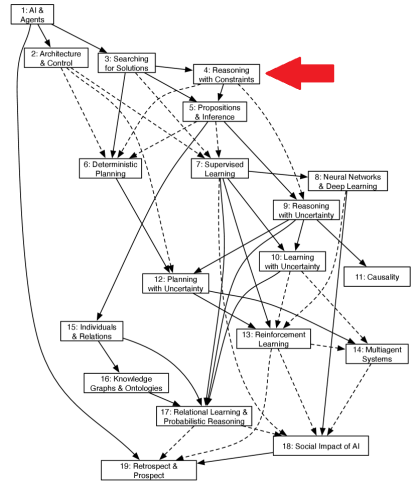 1: AI &
Agents
2: Architecture
& Control
3: Searching
for Solutions
4: Reasoning
with Constraints
5: Propositions
& Inference
6: Deterministic
Planning
7: Supervised
Learning
8: Neural Networks
& Deep Learning
9: Reasoning
with Uncertainty
10: Learning
with Uncertainty
11: Causality
12: Planning
with Uncertainty
13: Reinforcement
Learning
14: Multiagent
Systems
15: Individuals
& Relations
16: Knowledge
Graphs & Ontologies
17: Relational Learning &
Probabilistic Reasoning
18: Social Impact of AI
19: Retrospect &
Prospect